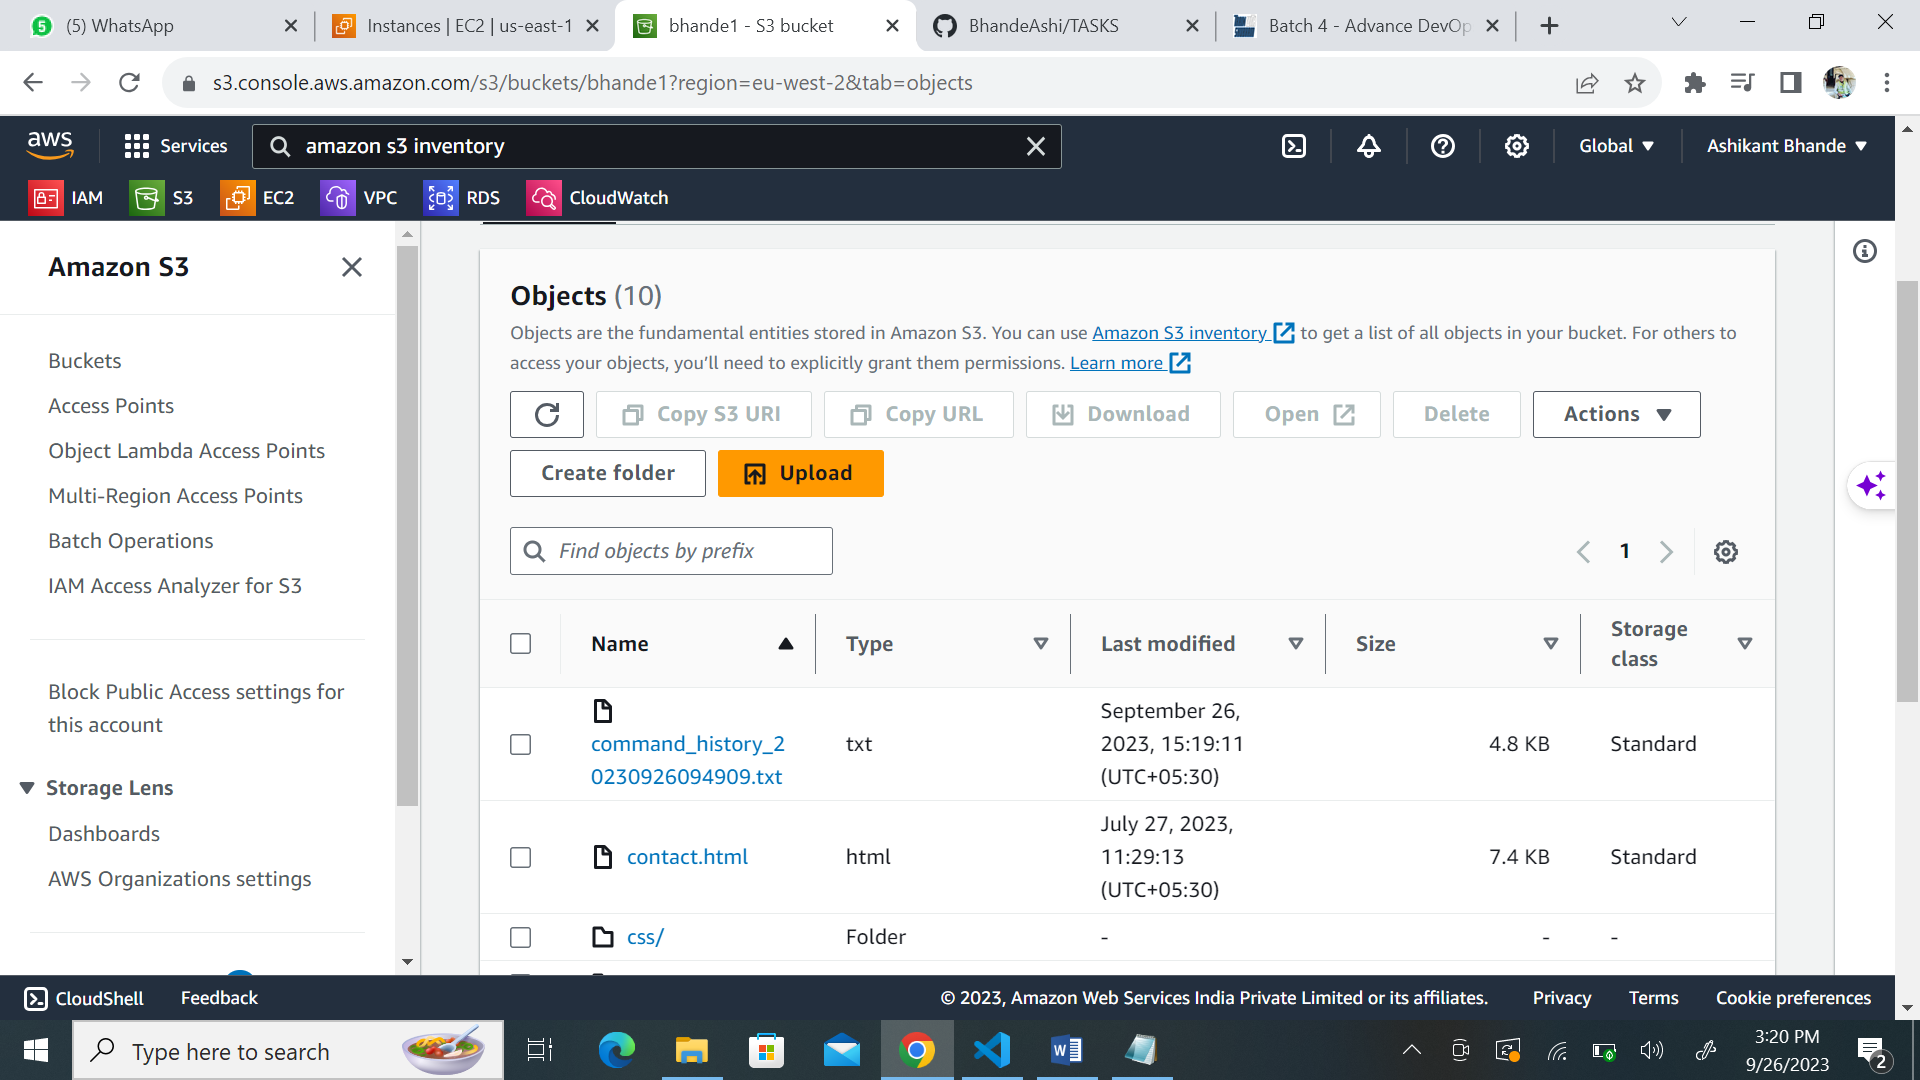 (5) WhatsApp
Instances | EC2 | us-east-1
bhande1 - S3 bucket
BhandeAshi/TASKS
Batch 4 - Advance DevOp
s3.console.aws.amazon.com/s3/buckets/bhande1?region=eu-west-2&tab=objects
aws
Services
amazon s3 inventory
Global
Ashikant Bhande
IAM
S3
EC2
VPC
RDS
CloudWatch
Amazon S3
Buckets
Access Points
Object Lambda Access Points
Multi-Region Access Points
Batch Operations
IAM Access Analyzer for S3
Block Public Access settings for
this account
Storage Lens
Dashboards
AWS Organizations settings
Objects (10)
Objects are the fundamental entities stored in Amazon S3. You can use Amazon S3 inventory to get a list of all objects in your bucket. For others to
access your objects, you’ll need to explicitly grant them permissions. Learn more
Copy S3 URI
Copy URL
Download
Open
Delete
Actions
Create folder
Upload
Find objects by prefix
1
Name
Type
Last modified
Size
Storage
class
command_history_2
0230926094909.txt
txt
September 26,
2023, 15:19:11
(UTC+05:30)
4.8 KB
Standard
contact.html
html
July 27, 2023,
11:29:13
(UTC+05:30)
7.4 KB
Standard
css/
Folder
-
-
-
CloudShell
Feedback
© 2023, Amazon Web Services India Private Limited or its affiliates.
Privacy
Terms
Cookie preferences
Type here to search
3:20 PM
9/26/2023
2